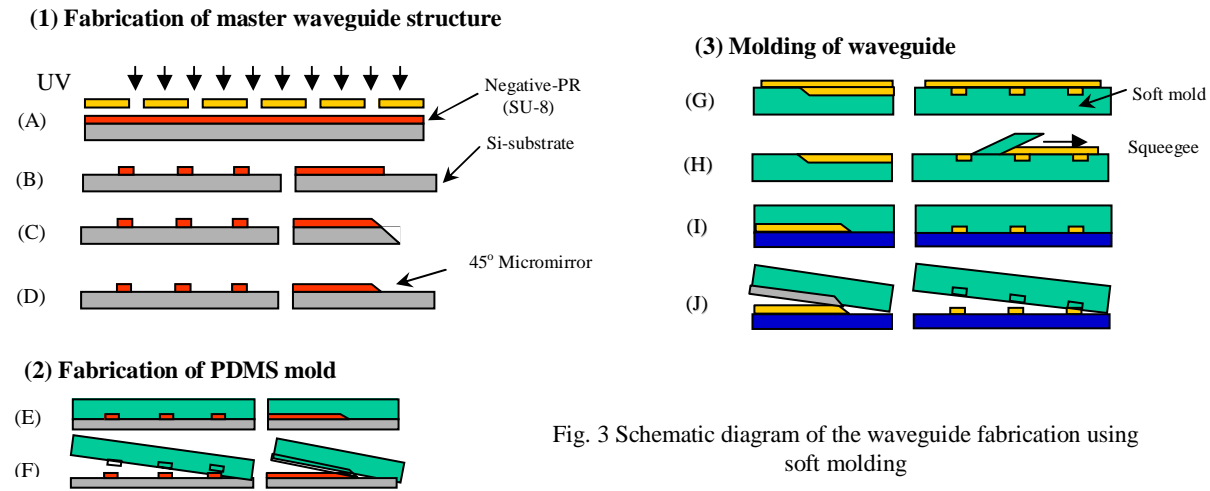 (1) Fabrication of master waveguide structure
UV
Negative-PR
(SU-8)
(A)
Si-substrate
(B)
(C)
45° Micromirror
(D)
(2) Fabrication of PDMS mold
(E)
(F)
(3) Molding of waveguide
(G)
Soft mold
(H)
Squeegee
(I)
(J)
Fig. 3 Schematic diagram of the waveguide fabrication using
soft molding